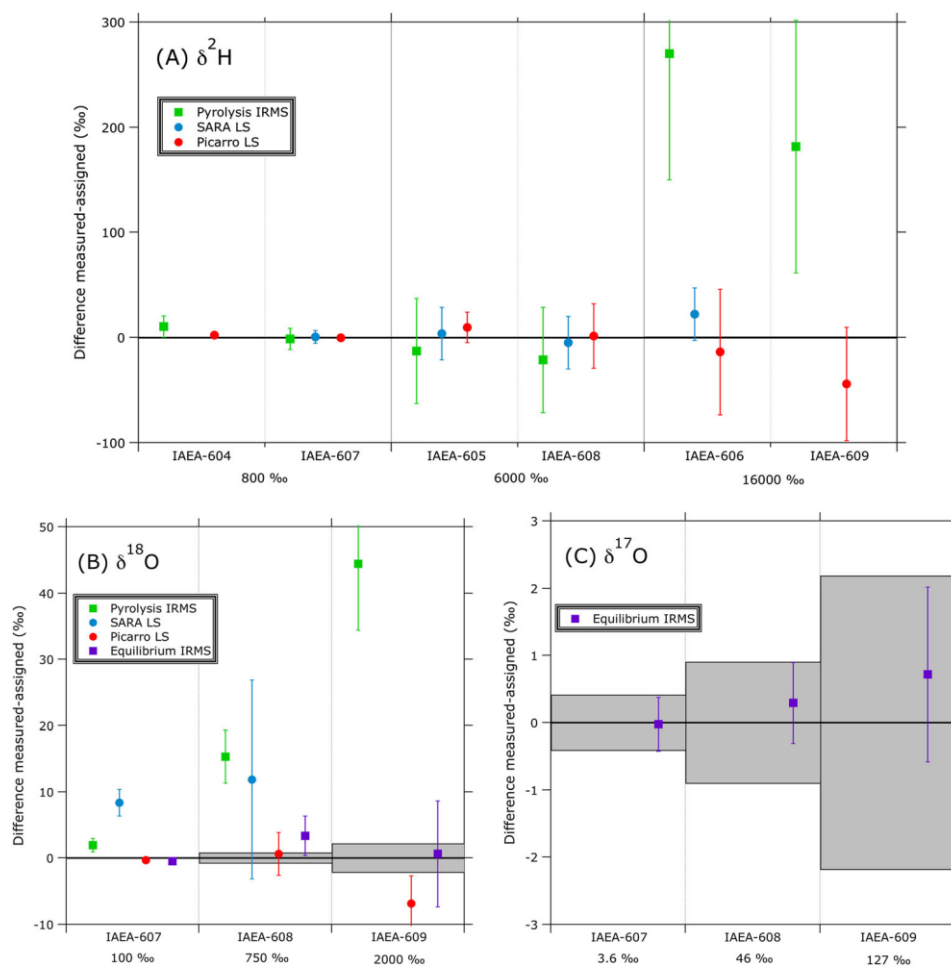 (A) δ²H
Pyrolysis IRMS
SARA LS
Picarro LS
Difference measured-assigned (‰)
300
200
100
0
-100
IAEA-604 IAEA-607 IAEA-605 IAEA-608 IAEA-606 IAEA-609
800 ‰ 6000 ‰ 16000 ‰
(B) δ¹⁸O
Pyrolysis IRMS
SARA LS
Picarro LS
Equilibrium IRMS
Difference measured-assigned (‰)
50
40
30
20
10
0
-10
IAEA-607 IAEA-608 IAEA-609
100 ‰ 750 ‰ 2000 ‰
(C) δ¹⁷O
Equilibrium IRMS
Difference measured-assigned (‰)
3
2
1
0
-1
-2
-3
IAEA-607 IAEA-608 IAEA-609
3.6 ‰ 46 ‰ 127 ‰